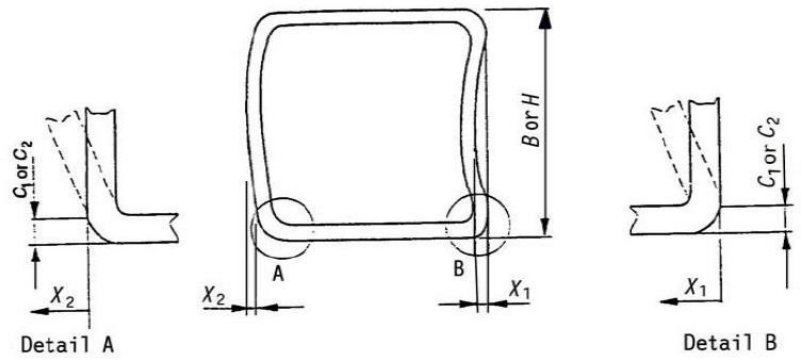 C₁ or C₂
X₂
Detail A
A
X₂
B
X₁
B or H
C₁ or C₂
X₁
Detail B